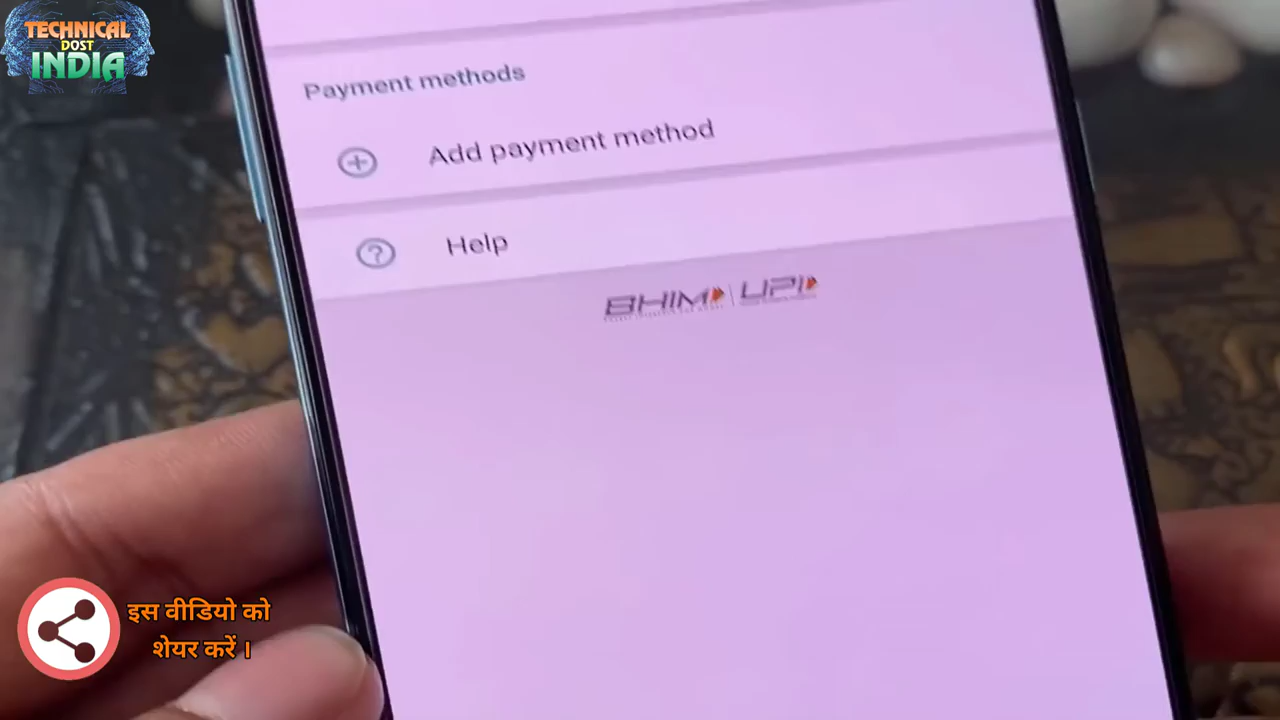 TECHNICAL
DOST
INDIA
Payment methods
Add payment method
Help
BHIM UPI
इस वीडियो को
शेयर करें ।